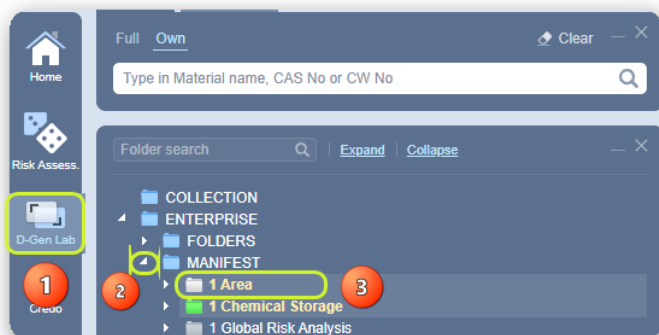 Full Own
Clear
Type in Material name, CAS No or CW No
Home
Risk Assess.
D-Gen Lab
1
Credo
Folder search
Expand
Collapse
COLLECTION
ENTERPRISE
FOLDERS
2
MANIFEST
1 Area
3
1 Chemical Storage
1 Global Risk Analysis